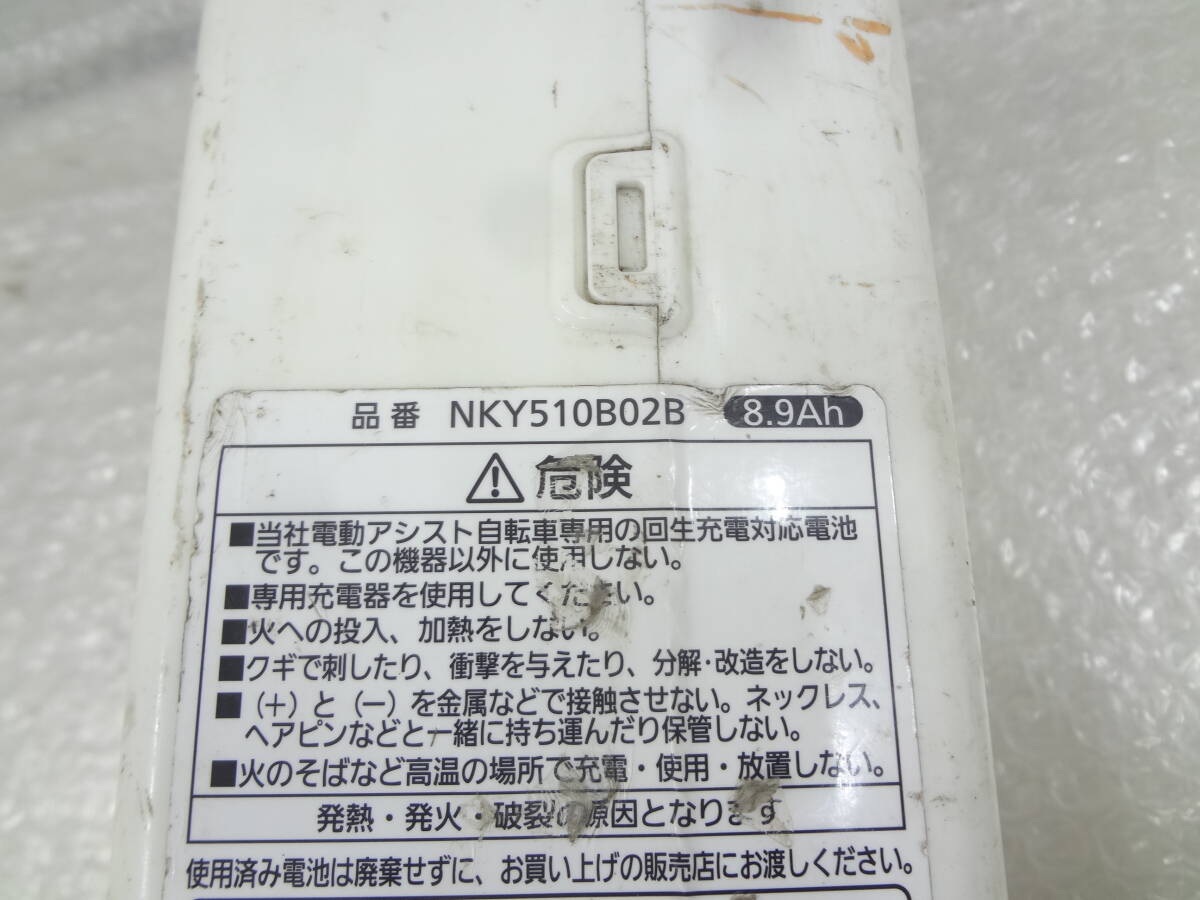 品番 NKY510B02B 8.9Ah
危険
■当社電動アシスト自転車専用の回生充電対応電池
です。この機器以外に使用しない。
■専用充電器を使用してください。
■火への投入、加熱をしない。
■クギで刺したり、衝撃を与えたり、分解・改造をしない。
■(＋)と(－)を金属などで接触させない。ネックレス、
ヘアピンなどと一緒に持ち運んだり保管しない。
■火のそばなど高温の場所で充電・使用・放置しない。
発熱・発火・破裂の原因となります
使用済み電池は廃棄せずに、お買い上げの販売店にお渡しください。